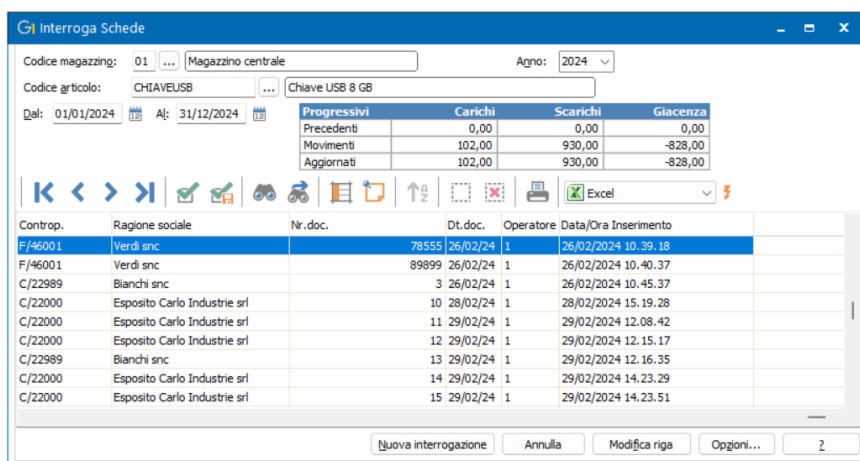 G1 Interroga Schede
Codice magazzino: 01 ... Magazzino centrale Anno: 2024
Codice articolo: CHIAVEUSB ... Chiave USB 8 GB
Dal: 01/01/2024 12 Al: 31/12/2024 12
Progressivi Carichi Scarichi Giacenza
Precedenti 0,00 0,00 0,00
Movimenti 102,00 930,00 -828,00
Aggiornati 102,00 930,00 -828,00
A Z Excel
Controp. Ragione sociale Nr.doc. Dt.doc. Operatore Data/Ora Inserimento
F/46001 Verdi snc 78555 26/02/24 1 26/02/2024 10.39.18
F/46001 Verdi snc 89899 26/02/24 1 26/02/2024 10.40.37
C/22989 Bianchi snc 3 26/02/24 1 26/02/2024 10.45.37
C/22000 Esposito Carlo Industrie srl 10 28/02/24 1 28/02/2024 15.19.28
C/22000 Esposito Carlo Industrie srl 11 29/02/24 1 29/02/2024 12.08.42
C/22000 Esposito Carlo Industrie srl 12 29/02/24 1 29/02/2024 12.15.17
C/22989 Bianchi snc 13 29/02/24 1 29/02/2024 12.16.35
C/22000 Esposito Carlo Industrie srl 14 29/02/24 1 29/02/2024 14.23.29
C/22000 Esposito Carlo Industrie srl 15 29/02/24 1 29/02/2024 14.23.51
Nuova interrogazione Annulla Modifica riga Opzioni... ?